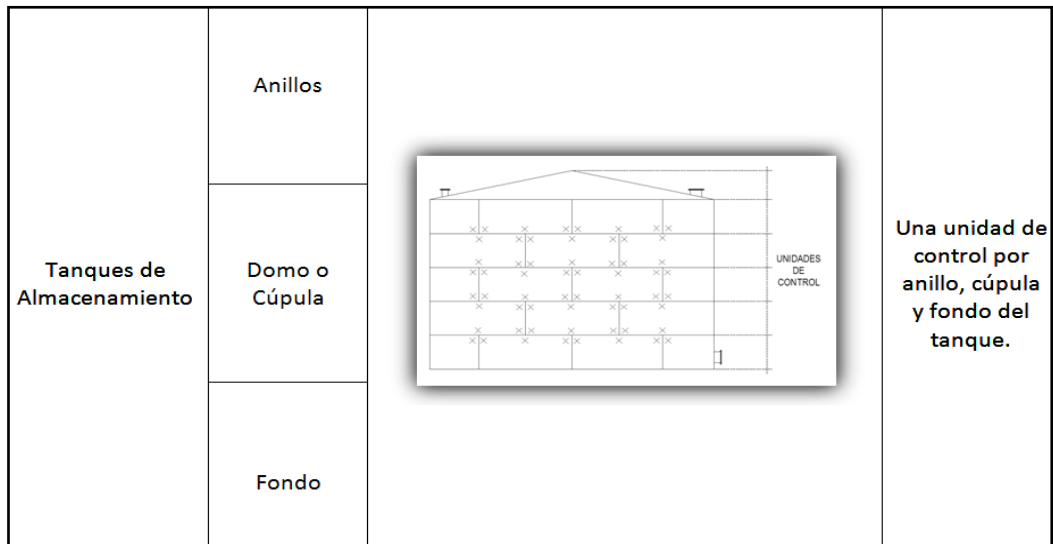 Tanques de
Almacenamiento
Anillos
Domo o
Cúpula
Fondo
UNIDADES
DE
CONTROL
Una unidad de
control por
anillo, cúpula
y fondo del
tanque.